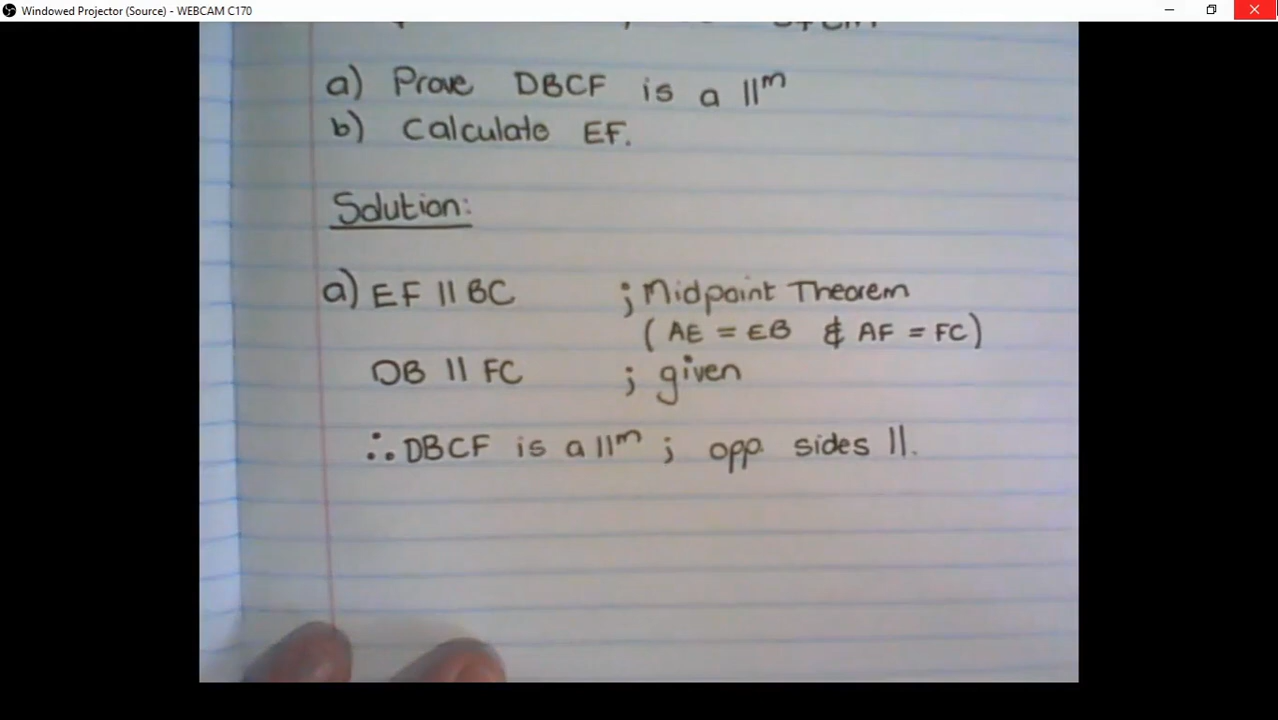 Windowed Projector (Source) - WEBCAM C170
a) Prove DBCF is a ||ᵐ
b) Calculate EF.
Solution:
a) EF || BC ; Midpoint Theorem
( AE = EB & AF = FC )
DB || FC ; given
∴ DBCF is a ||ᵐ ; opp. sides ||.